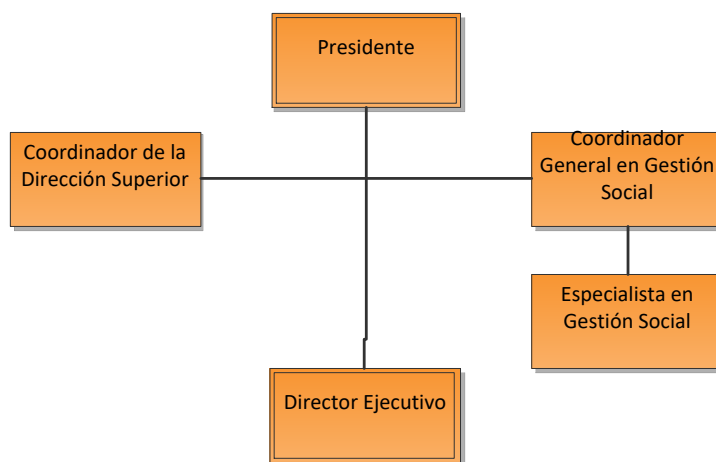 Presidente
Coordinador de la
Dirección Superior
Coordinador
General en Gestión
Social
Especialista en
Gestión Social
Director Ejecutivo